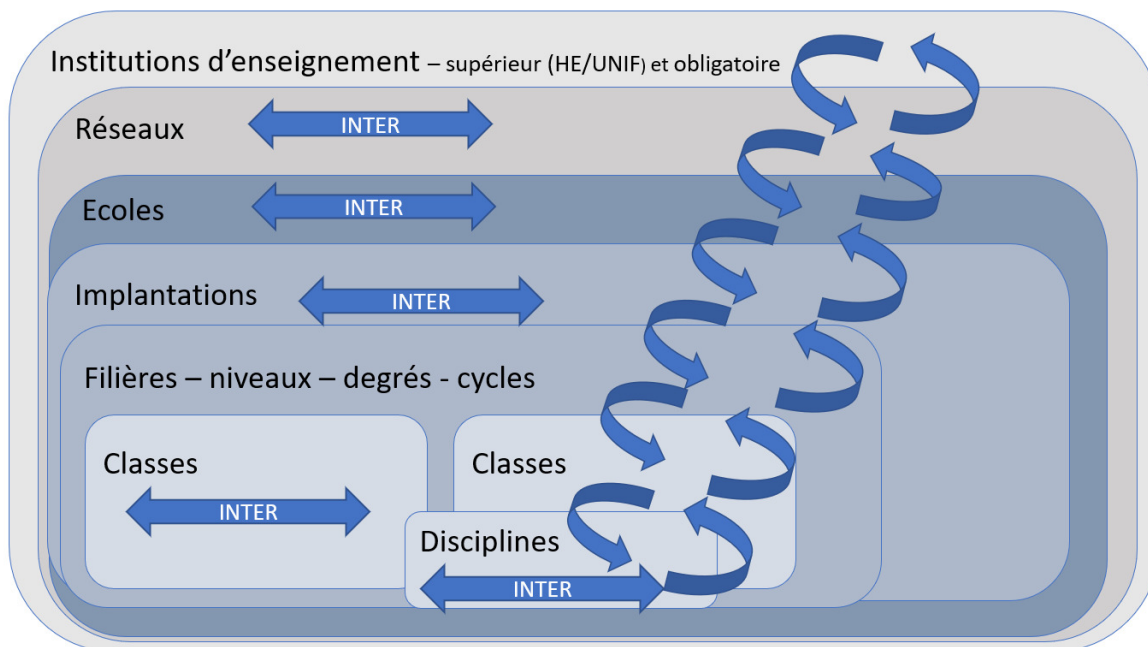 Institutions d’enseignement – supérieur (HE/UNIF) et obligatoire
Réseaux
INTER
Ecoles
INTER
Implantations
INTER
Filières – niveaux – degrés - cycles
Classes
Classes
INTER
Disciplines
INTER